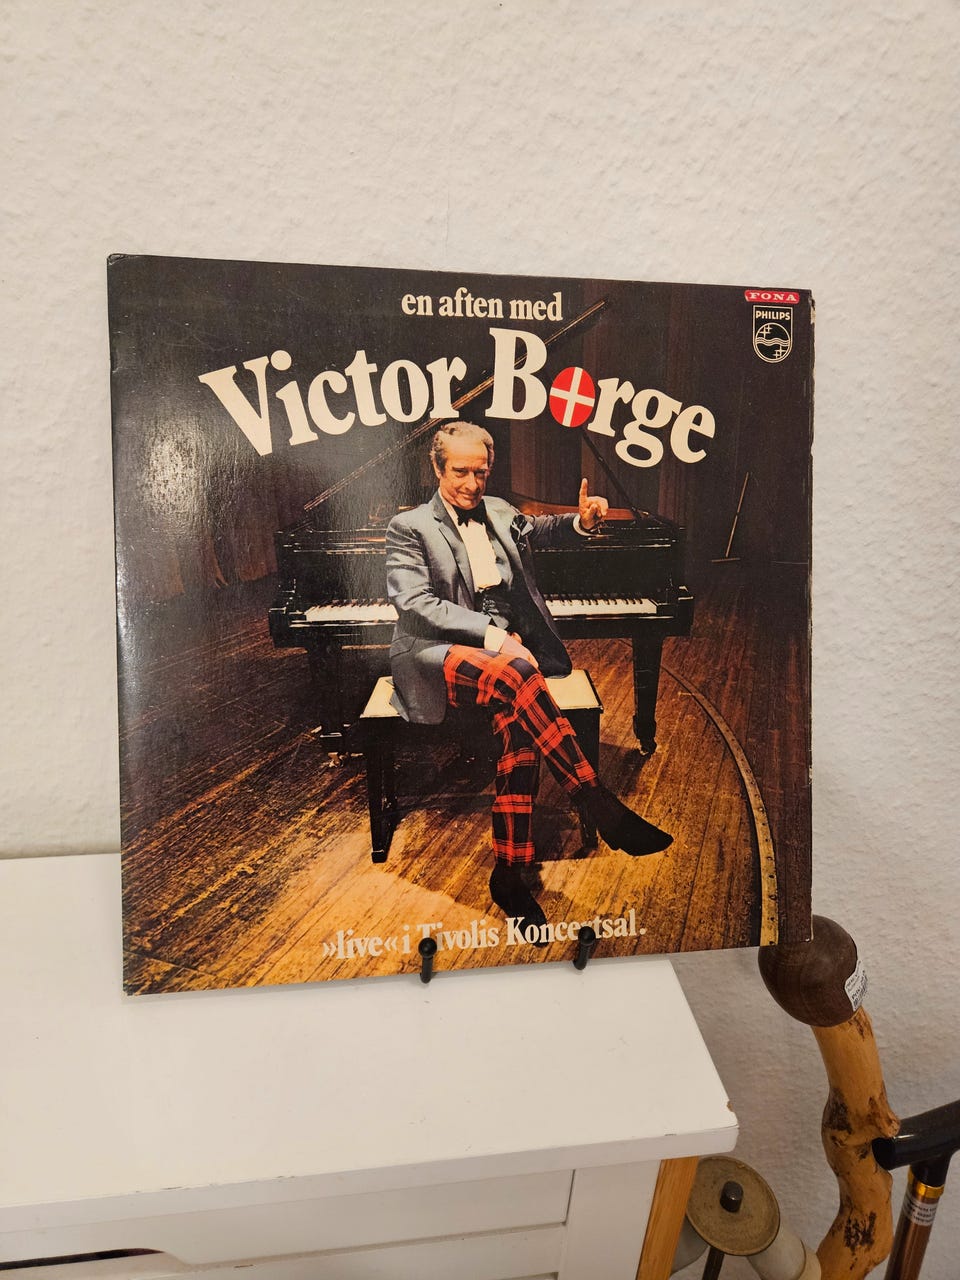 en aften med
FONA
PHILIPS
Victor Borge
»live« i Tivolis Koncertsal.